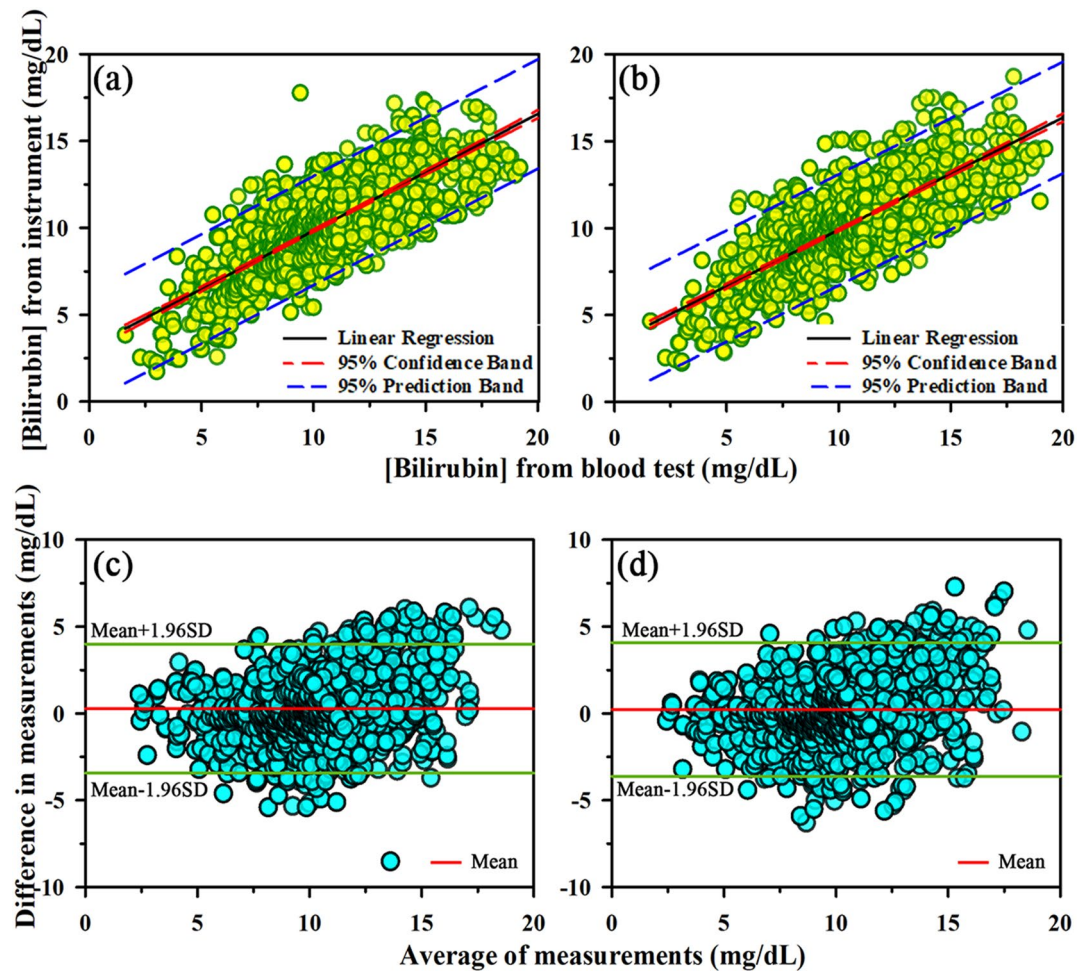 [Bilirubin] from instrument (mg/dL)
20
15
10
5
0
(a)
Linear Regression
95% Confidence Band
95% Prediction Band
0 5 10 15 20
20
15
10
5
0
(b)
Linear Regression
95% Confidence Band
95% Prediction Band
0 5 10 15 20
[Bilirubin] from blood test (mg/dL)
Difference in measurements (mg/dL)
10
5
0
-5
-10
(c)
Mean+1.96SD
Mean-1.96SD
Mean
0 5 10 15 20
10
5
0
-5
-10
(d)
Mean+1.96SD
Mean-1.96SD
Mean
0 5 10 15 20
Average of measurements (mg/dL)